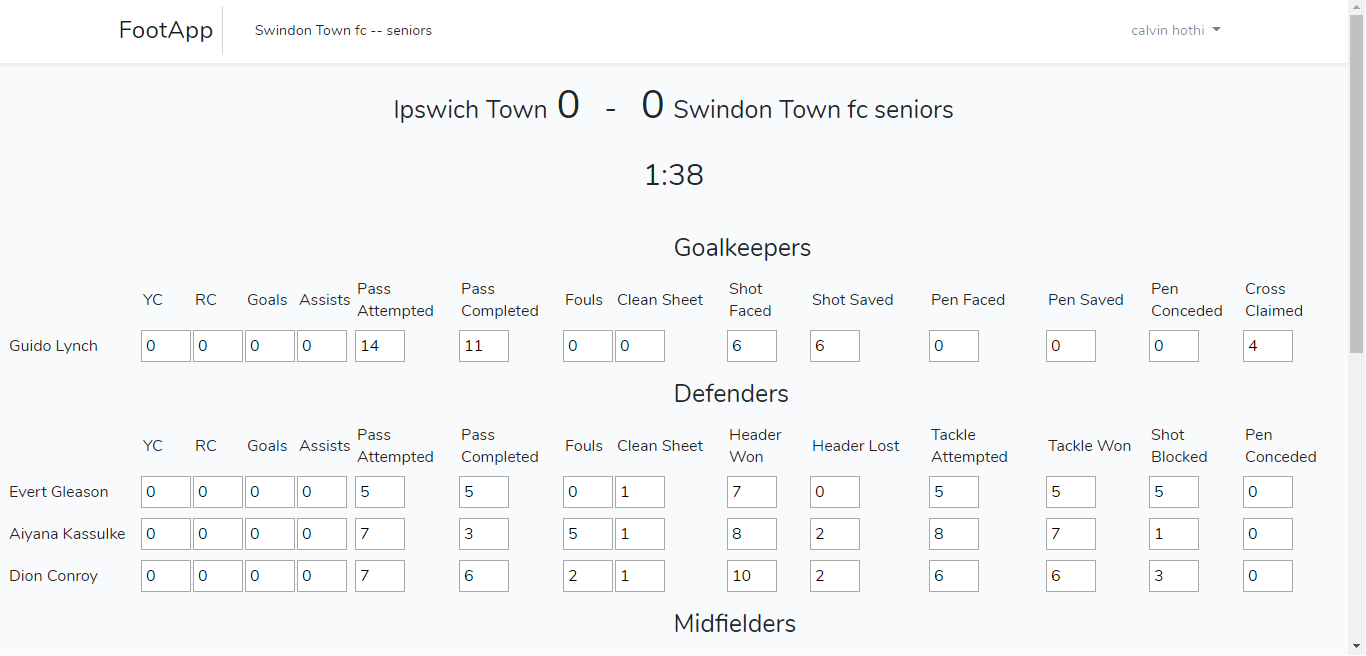 FootApp Swindon Town fc -- seniors calvin hothi
Ipswich Town 0 - 0 Swindon Town fc seniors
1:38
Goalkeepers
YC RC Goals Assists Pass Attempted Pass Completed Fouls Clean Sheet Shot Faced Shot Saved Pen Faced Pen Saved Pen Conceded Cross Claimed
Guido Lynch 0 0 0 0 14 11 0 0 6 6 0 0 0 4
Defenders
YC RC Goals Assists Pass Attempted Pass Completed Fouls Clean Sheet Header Won Header Lost Tackle Attempted Tackle Won Shot Blocked Pen Conceded
Evert Gleason 0 0 0 0 5 5 0 1 7 0 5 5 5 0
Aiyana Kassulke 0 0 0 0 7 3 5 1 8 2 8 7 1 0
Dion Conroy 0 0 0 0 7 6 2 1 10 2 6 6 3 0
Midfielders